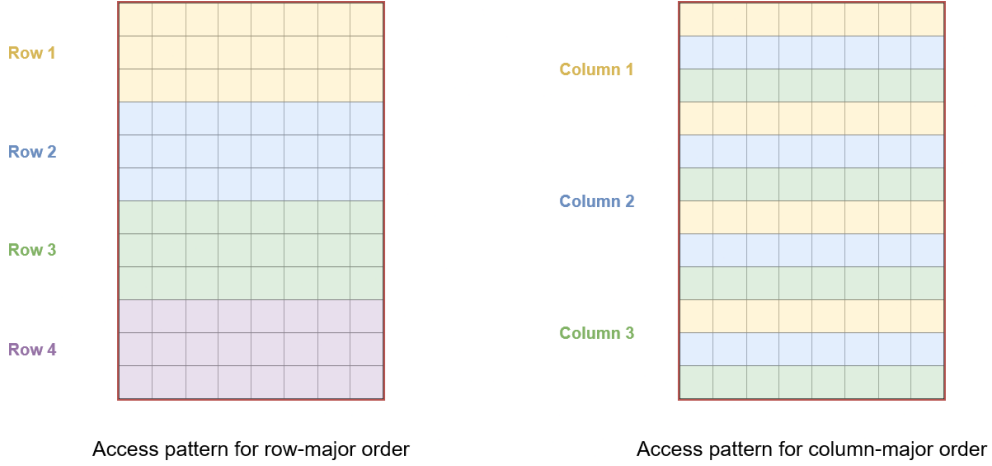 Row 1
Row 2
Row 3
Row 4
Access pattern for row-major order
Column 1
Column 2
Column 3
Access pattern for column-major order